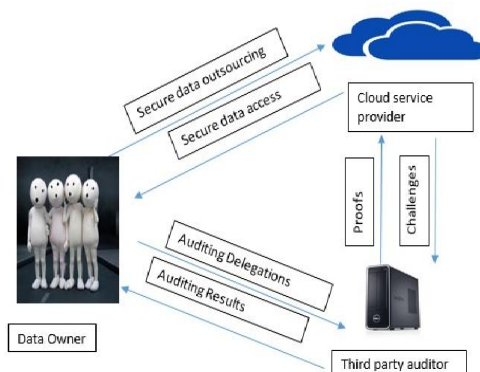 Secure data outsourcing
Secure data access
Cloud service
provider
Proofs
Challenges
Auditing Delegations
Auditing Results
Data Owner
Third party auditor